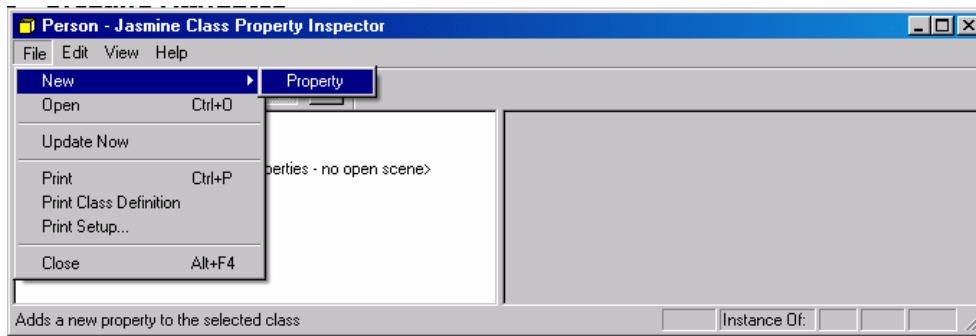 Person - Jasmine Class Property Inspector
File Edit View Help
New Property
Open Ctrl+O
Update Now
perties - no open scene>
Print Ctrl+P
Print Class Definition
Print Setup...
Close Alt+F4
Adds a new property to the selected class Instance Of: